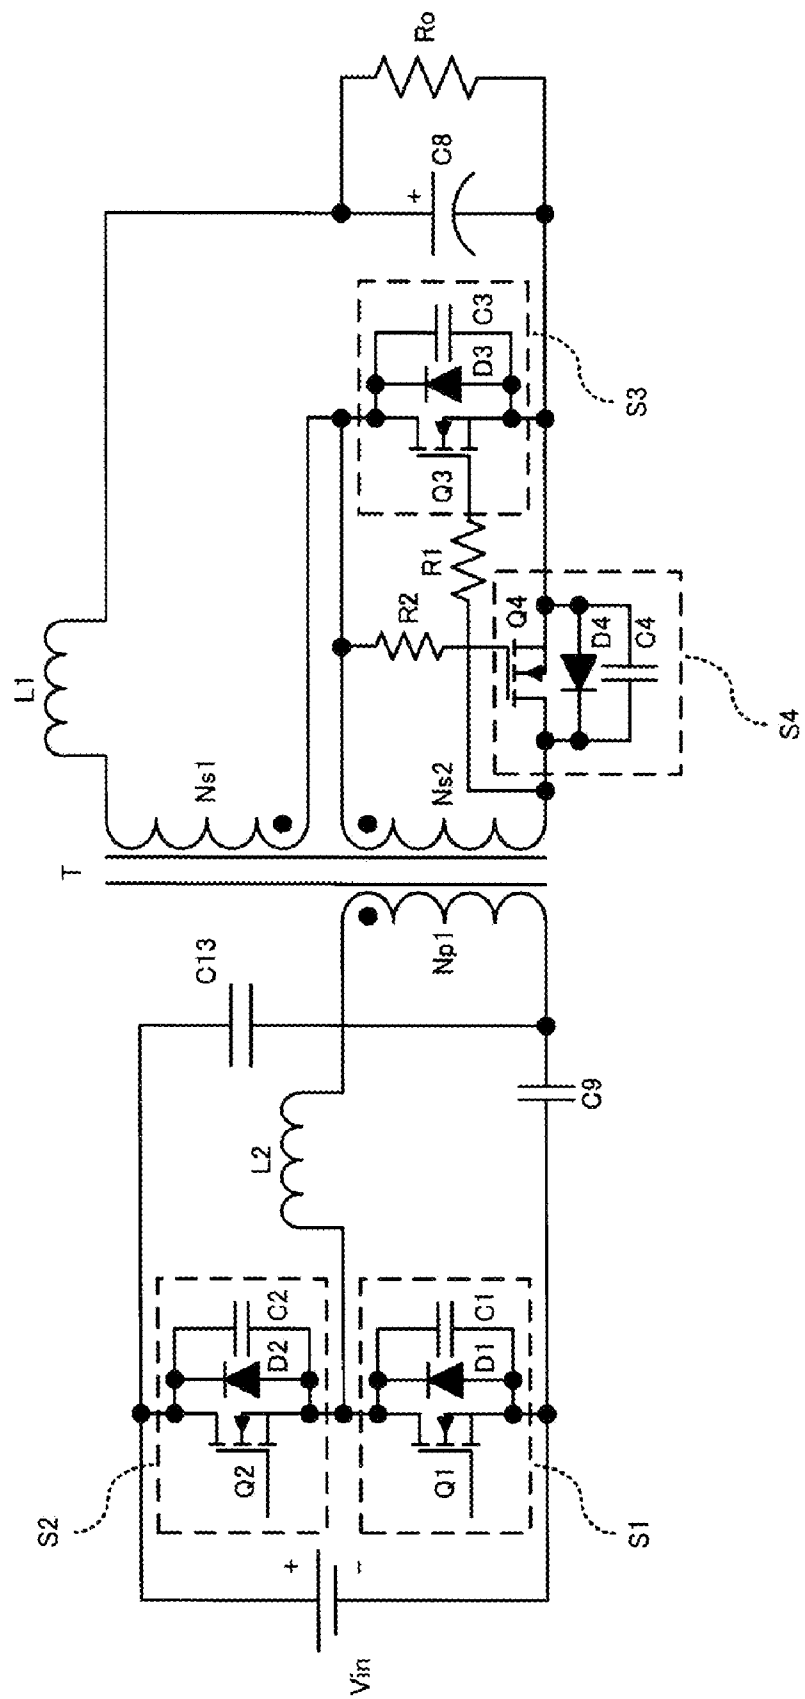 Ro
C8
+
C3
D3
S3
Q3
R1
R2
Q4
D4
C4
S4
L1
Ns1
Ns2
T
Np1
C13
C9
L2
C2
D2
Q2
S2
C1
D1
Q1
S1
+
-
Vin